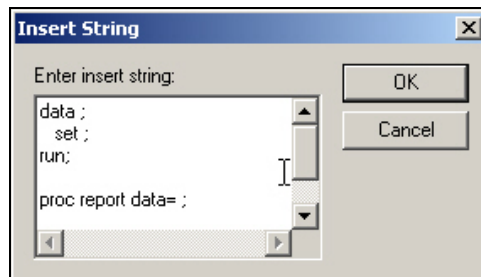 Insert String
Enter insert string:
OK
Cancel
data ;
   set ;
run;

proc report data= ;